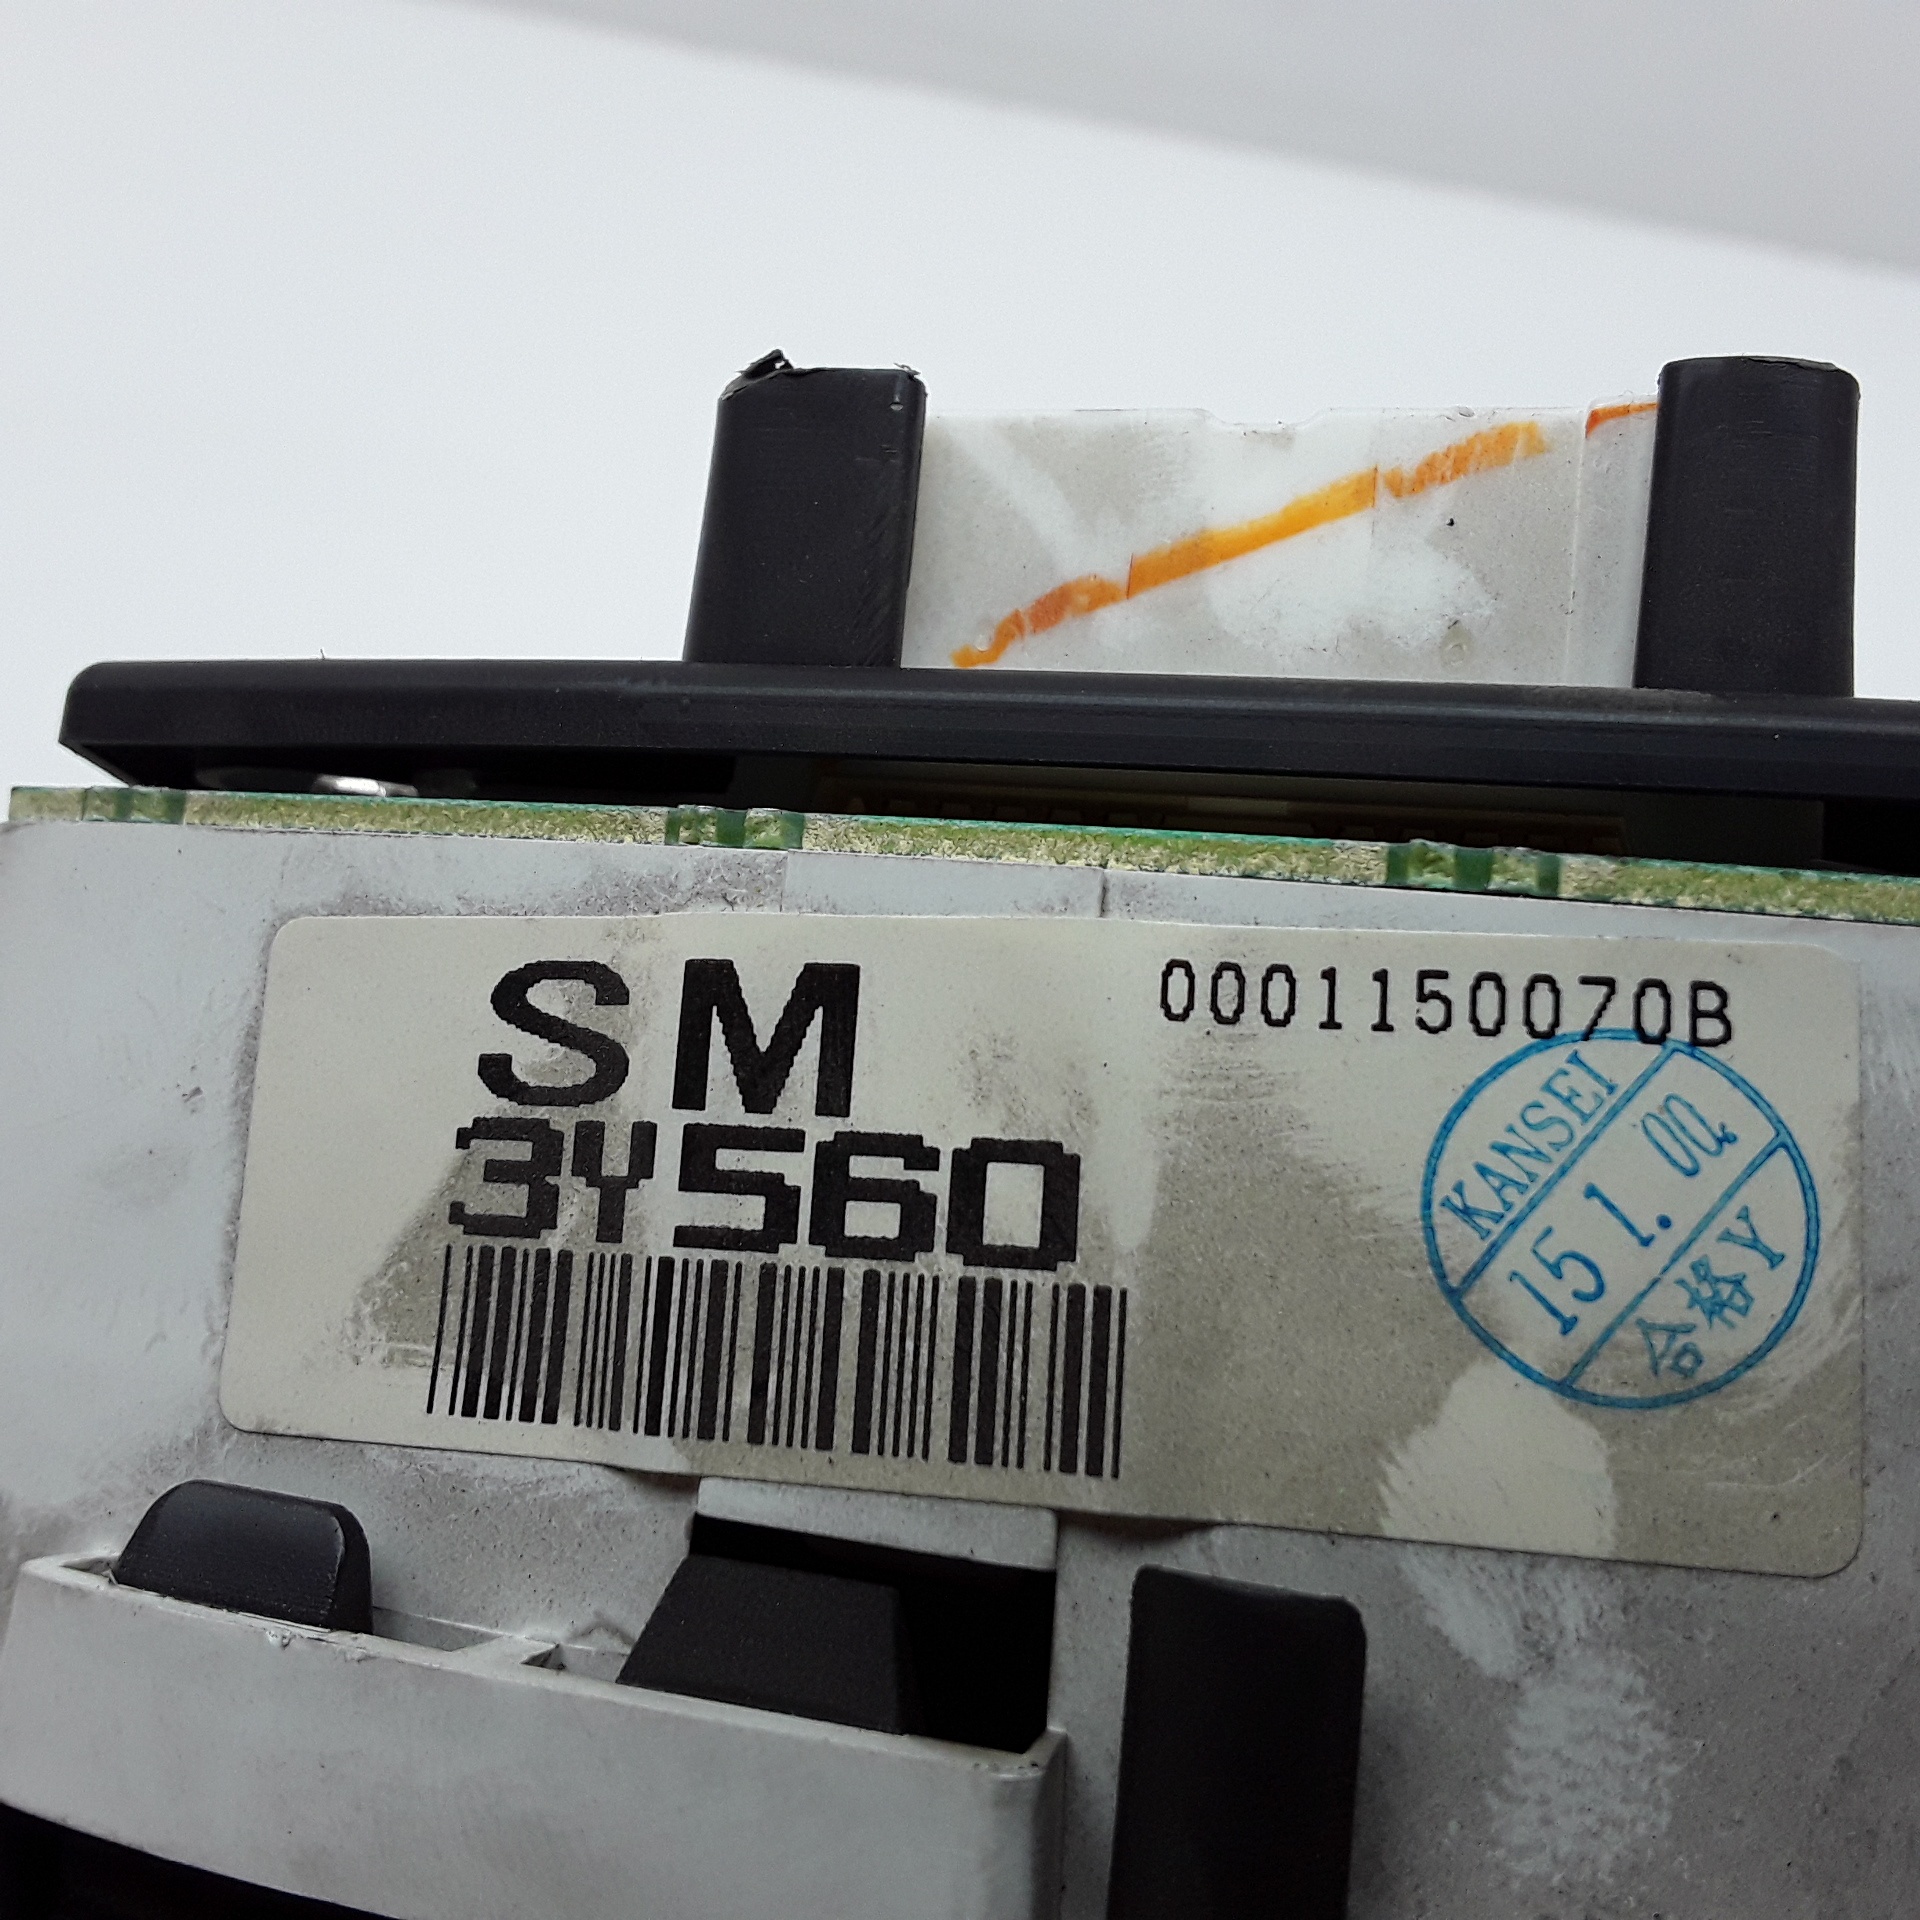 SM
0001150070B
3Y560
KANSEI
15 1. 00.
合格Y